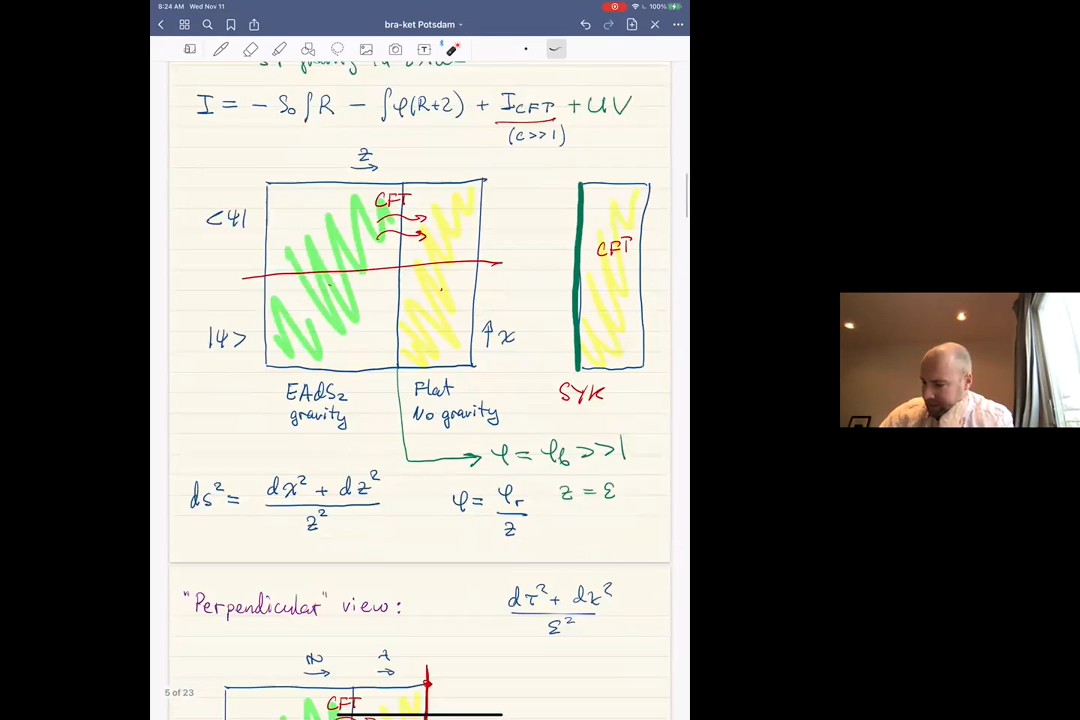 8:24 AM Wed Nov 11
100%
bra-ket Potsdam
I = - S₀∫R - ∫φ(R+2) + I_CFT + UV
(c>>1)
z
CFT
<Ψ|
CFT
|Ψ>
x
EAdS₂
gravity
Flat
No gravity
SYK
φ = φ_b >>1
ds² = dx² + dz² / z²
φ = φ_r / z
z = ε
"Perpendicular" view:
dτ² + dx² / ε²
CFT
5 of 23